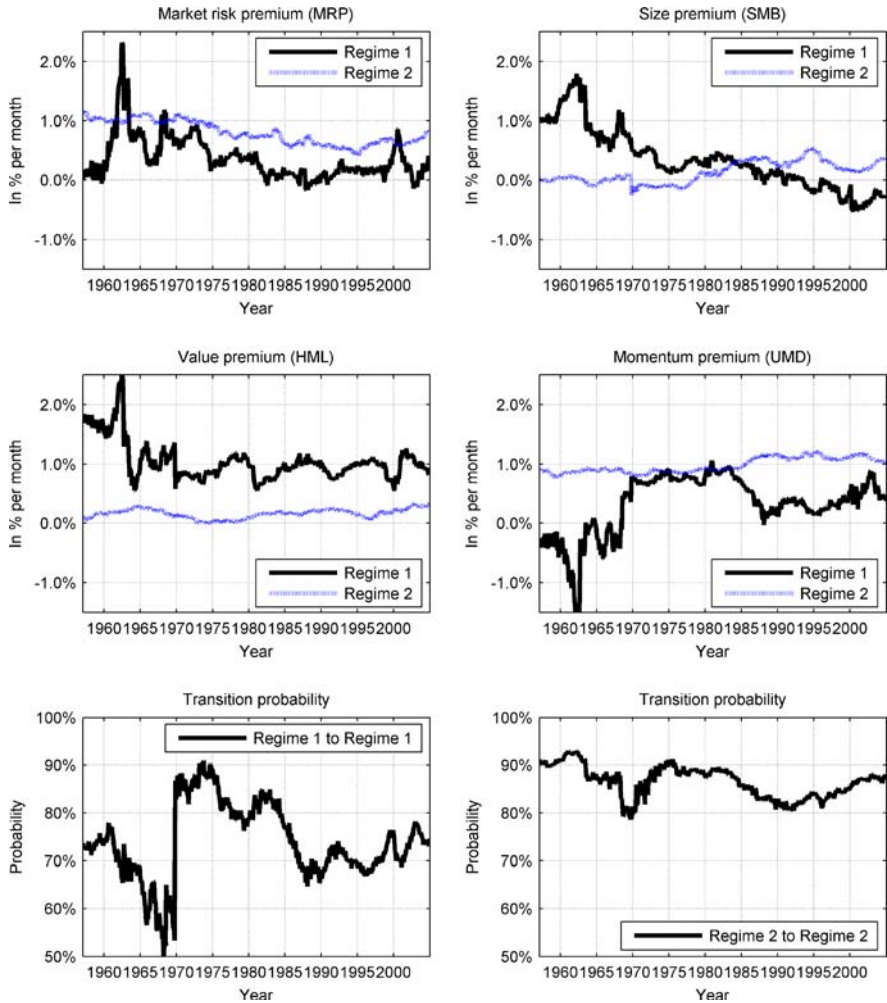 Market risk premium (MRP)
Regime 1
Regime 2
2.0%
1.0%
0.0%
-1.0%
In % per month
1960 1965 1970 1975 1980 1985 1990 1995 2000
Year
Size premium (SMB)
Regime 1
Regime 2
2.0%
1.0%
0.0%
-1.0%
In % per month
1960 1965 1970 1975 1980 1985 1990 1995 2000
Year
Value premium (HML)
2.0%
1.0%
0.0%
-1.0%
In % per month
Regime 1
Regime 2
1960 1965 1970 1975 1980 1985 1990 1995 2000
Year
Momentum premium (UMD)
2.0%
1.0%
0.0%
-1.0%
In % per month
Regime 1
Regime 2
1960 1965 1970 1975 1980 1985 1990 1995 2000
Year
Transition probability
Regime 1 to Regime 1
100%
90%
80%
70%
60%
50%
Probability
1960 1965 1970 1975 1980 1985 1990 1995 2000
Year
Transition probability
100%
90%
80%
70%
60%
50%
Probability
Regime 2 to Regime 2
1960 1965 1970 1975 1980 1985 1990 1995 2000
Year